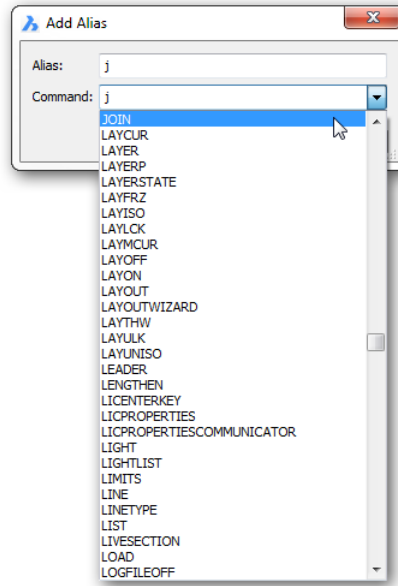 Add Alias
Alias: j
Command: j
JOIN
LAYCUR
LAYER
LAYERP
LAYERSTATE
LAYFRZ
LAYISO
LAYLCK
LAYMCUR
LAYOFF
LAYON
LAYOUT
LAYOUTWIZARD
LAYTHW
LAYULK
LAYUNISO
LEADER
LENGTHEN
LICENTERKEY
LICPROPERTIES
LICPROPERTIESCOMMUNICATOR
LIGHT
LIGHTLIST
LIMITS
LINE
LINETYPE
LIST
LIVESECTION
LOAD
LOGFILEOFF